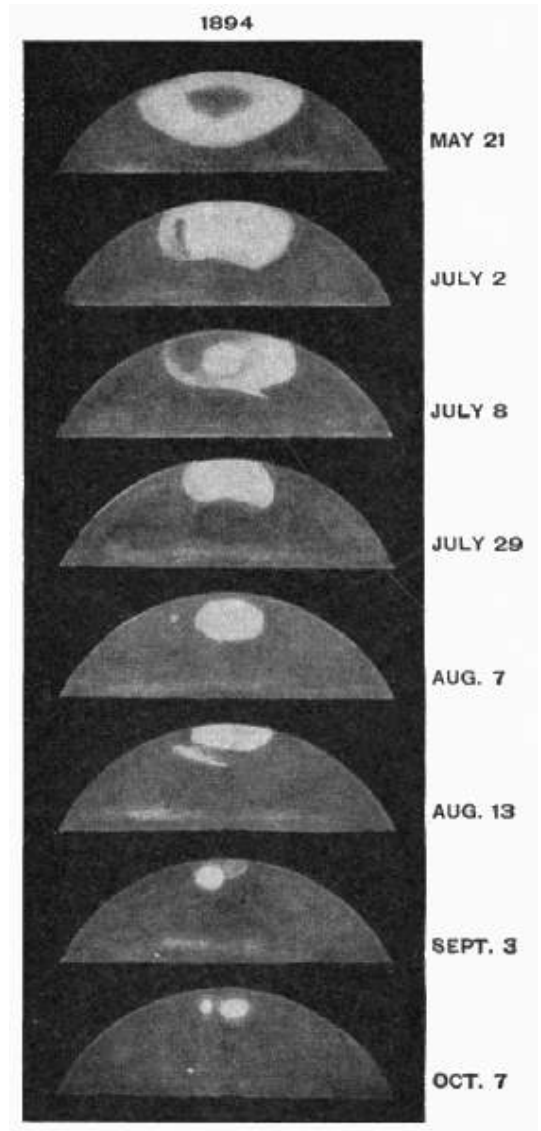 1894
MAY 21
JULY 2
JULY 8
JULY 29
AUG. 7
AUG. 13
SEPT. 3
OCT. 7